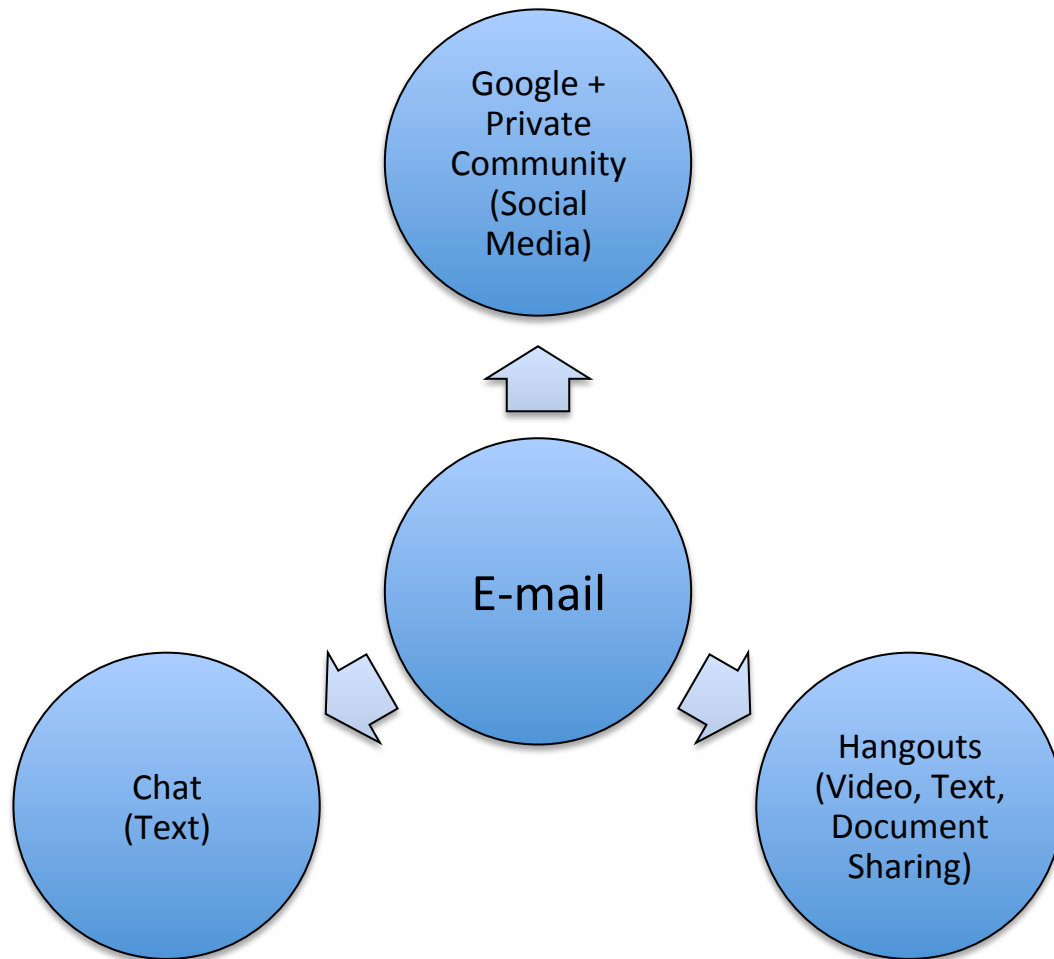 Google +
Private
Community
(Social
Media)
E-mail
Chat
(Text)
Hangouts
(Video, Text,
Document
Sharing)